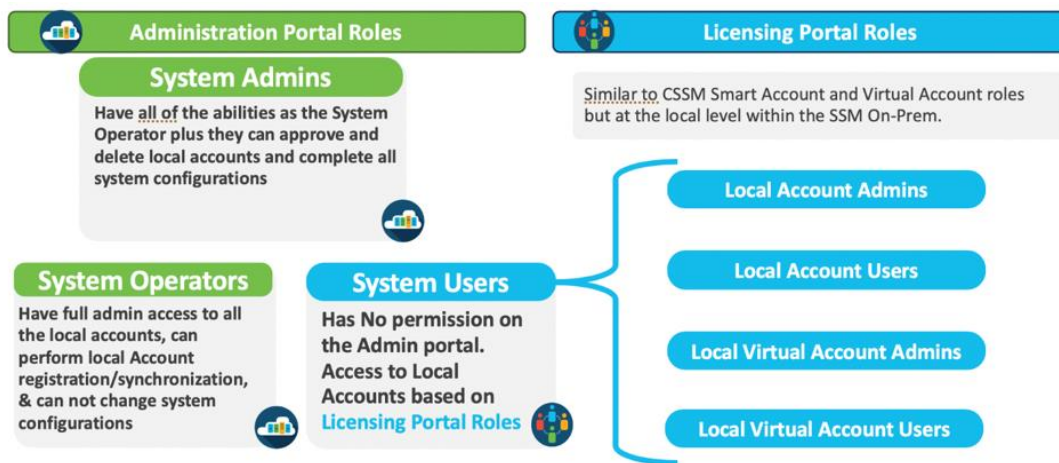 Administration Portal Roles
Licensing Portal Roles
System Admins
Have all of the abilities as the System
Operator plus they can approve and
delete local accounts and complete all
system configurations
Similar to CSSM Smart Account and Virtual Account roles
but at the local level within the SSM On-Prem.
System Operators
Have full admin access to all
the local accounts, can
perform local Account
registration/synchronization,
& can not change system
configurations
System Users
Has No permission on
the Admin portal.
Access to Local
Accounts based on
Licensing Portal Roles
Local Account Admins
Local Account Users
Local Virtual Account Admins
Local Virtual Account Users